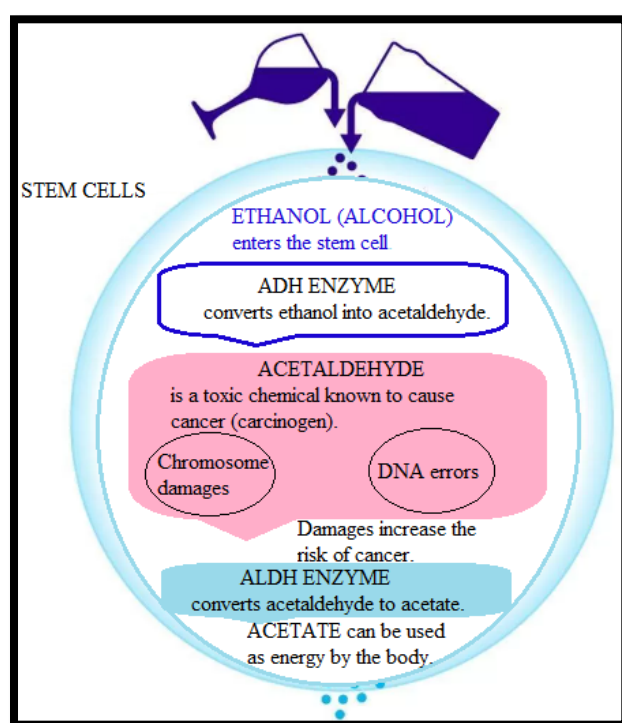 STEM CELLS
ETHANOL (ALCOHOL)
enters the stem cell
ADH ENZYME
converts ethanol into acetaldehyde.
ACETALDEHYDE
is a toxic chemical known to cause
cancer (carcinogen).
Chromosome
damages
DNA errors
Damages increase the
risk of cancer.
ALDH ENZYME
converts acetaldehyde to acetate.
ACETATE can be used
as energy by the body.